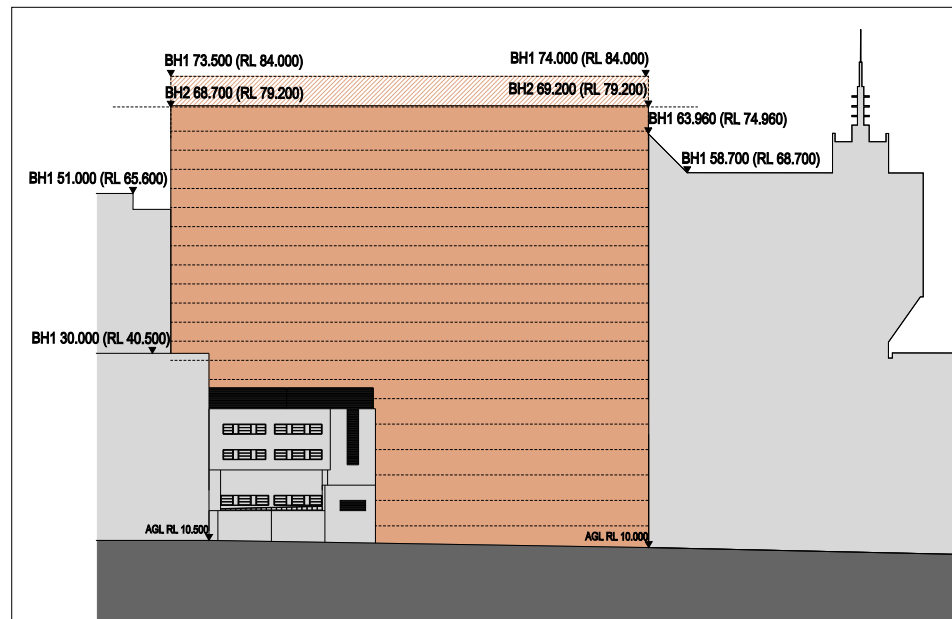 BH1 73.500 (RL 84.000)
BH1 74.000 (RL 84.000)
BH2 68.700 (RL 79.200)
BH2 69.200 (RL 79.200)
BH1 63.960 (RL 74.960)
BH1 58.700 (RL 68.700)
BH1 51.000 (RL 65.600)
BH1 30.000 (RL 40.500)
AGL RL 10.500
AGL RL 10.000